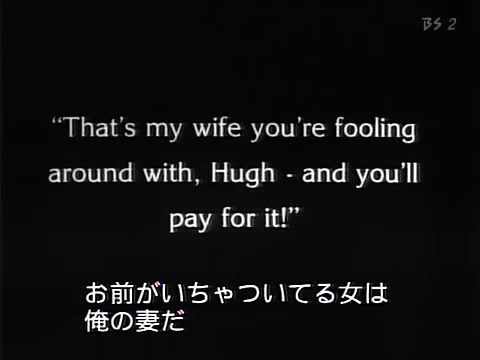 BS 2
“That's my wife you're fooling
around with, Hugh - and you'll
pay for it!”
お前がいちゃついてる女は
俺の妻だ